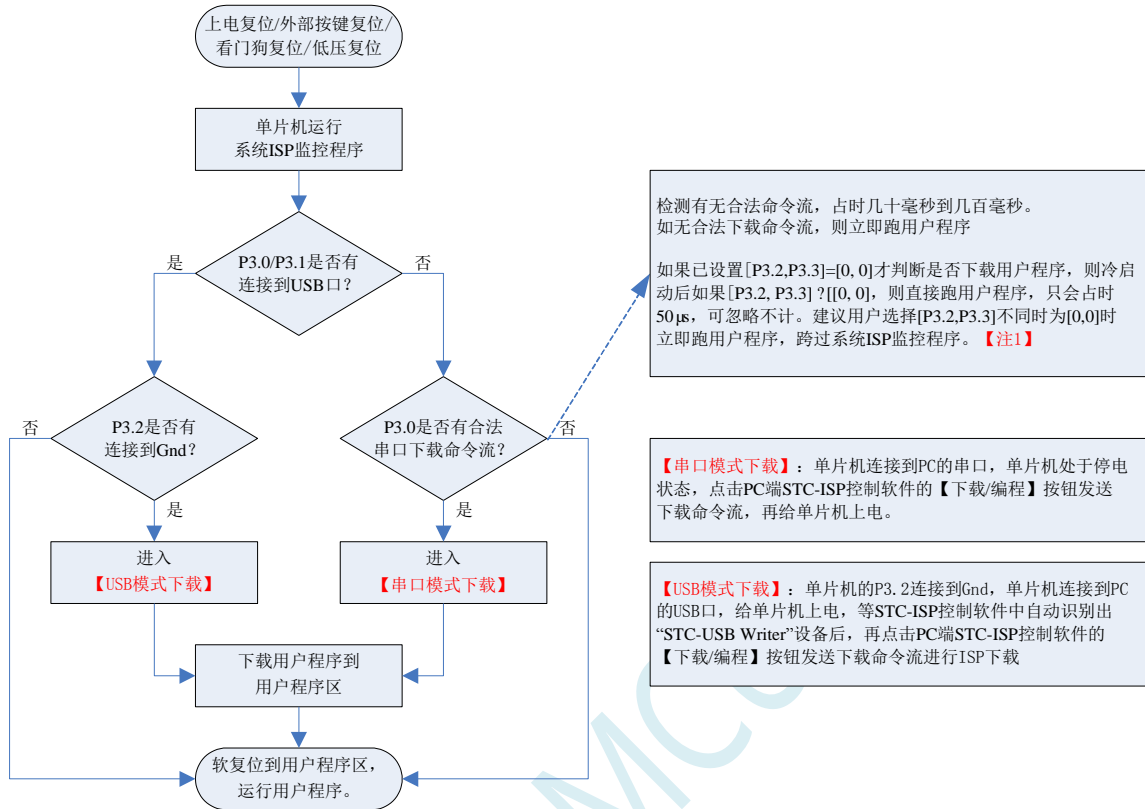 上电复位/外部按键复位/
看门狗复位/低压复位
单片机运行
系统ISP监控程序
P3.0/P3.1是否有
连接到USB口?
是
否
P3.2是否有
连接到Gnd?
否
是
P3.0是否有合法
串口下载命令流?
否
是
进入
【USB模式下载】
进入
【串口模式下载】
下载用户程序到
用户程序区
软复位到用户程序区,
运行用户程序。
检测有无合法命令流，占时几十毫秒到几百毫秒。
如无合法下载命令流，则立即跑用户程序
如果已设置[P3.2,P3.3]=[0, 0]才判断是否下载用户程序，则冷启
动后如果[P3.2, P3.3] ?[[0, 0]，则直接跑用户程序，只会占时
50μs，可忽略不计。建议用户选择[P3.2,P3.3]不同时为[0,0]时
立即跑用户程序，跨过系统ISP监控程序。【注1】
【串口模式下载】：单片机连接到PC的串口，单片机处于停电
状态，点击PC端STC-ISP控制软件的【下载/编程】按钮发送
下载命令流，再给单片机上电。
【USB模式下载】：单片机的P3.2连接到Gnd，单片机连接到PC
的USB口，给单片机上电，等STC-ISP控制软件中自动识别出
“STC-USB Writer”设备后，再点击PC端STC-ISP控制软件的
【下载/编程】按钮发送下载命令流进行ISP下载